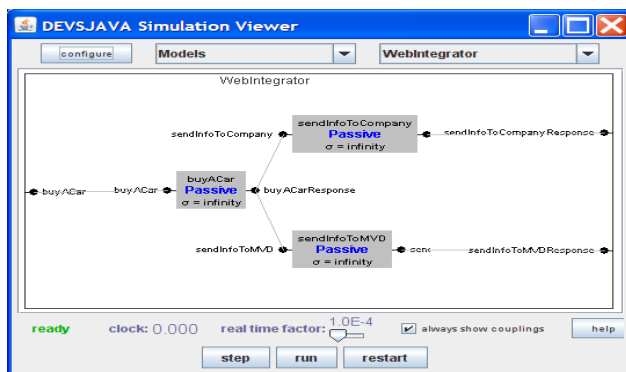 DEVSJAVA Simulation Viewer
configure Models WebIntegrator
WebIntegrator
sendInfoToCompany
sendInfoToCompany Passive sendInfoToCompanyResponse
σ = infinity
buyACar
buyACar buyACar Passive buyACarResponse
σ = infinity
sendInfoToMVD
sendInfoToMVD Passive senc sendInfoToMVDResponse
σ = infinity
1.0E-4
ready clock: 0.000 real time factor: always show couplings help
step run restart